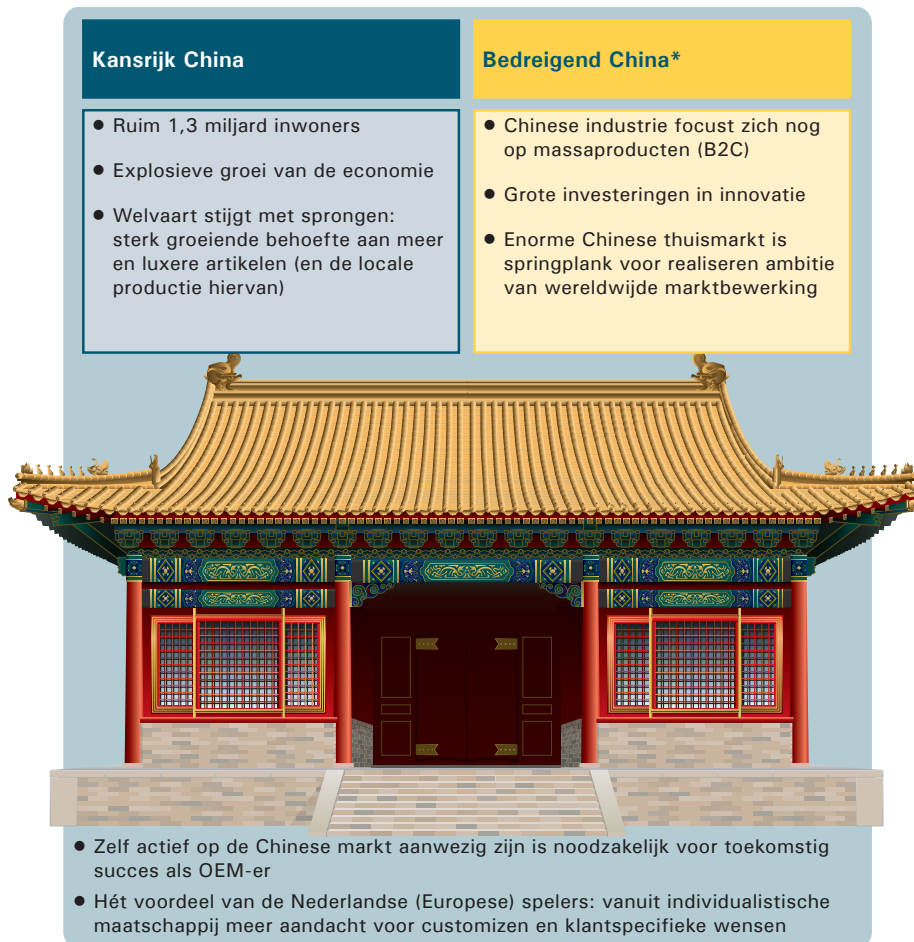 Kansrijk China
● Ruim 1,3 miljard inwoners
● Explosieve groei van de economie
● Welvaart stijgt met sprongen:
sterk groeiende behoefte aan meer
en luxere artikelen (en de locale
productie hiervan)
Bedreigend China*
● Chinese industrie focust zich nog
op massaproducten (B2C)
● Grote investeringen in innovatie
● Enorme Chinese thuismarkt is
springplank voor realiseren ambitie
van wereldwijde marktbewerking
● Zelf actief op de Chinese markt aanwezig zijn is noodzakelijk voor toekomstig
succes als OEM-er
● Hét voordeel van de Nederlandse (Europese) spelers: vanuit individualistische
maatschappij meer aandacht voor customizen en klantspecifieke wensen